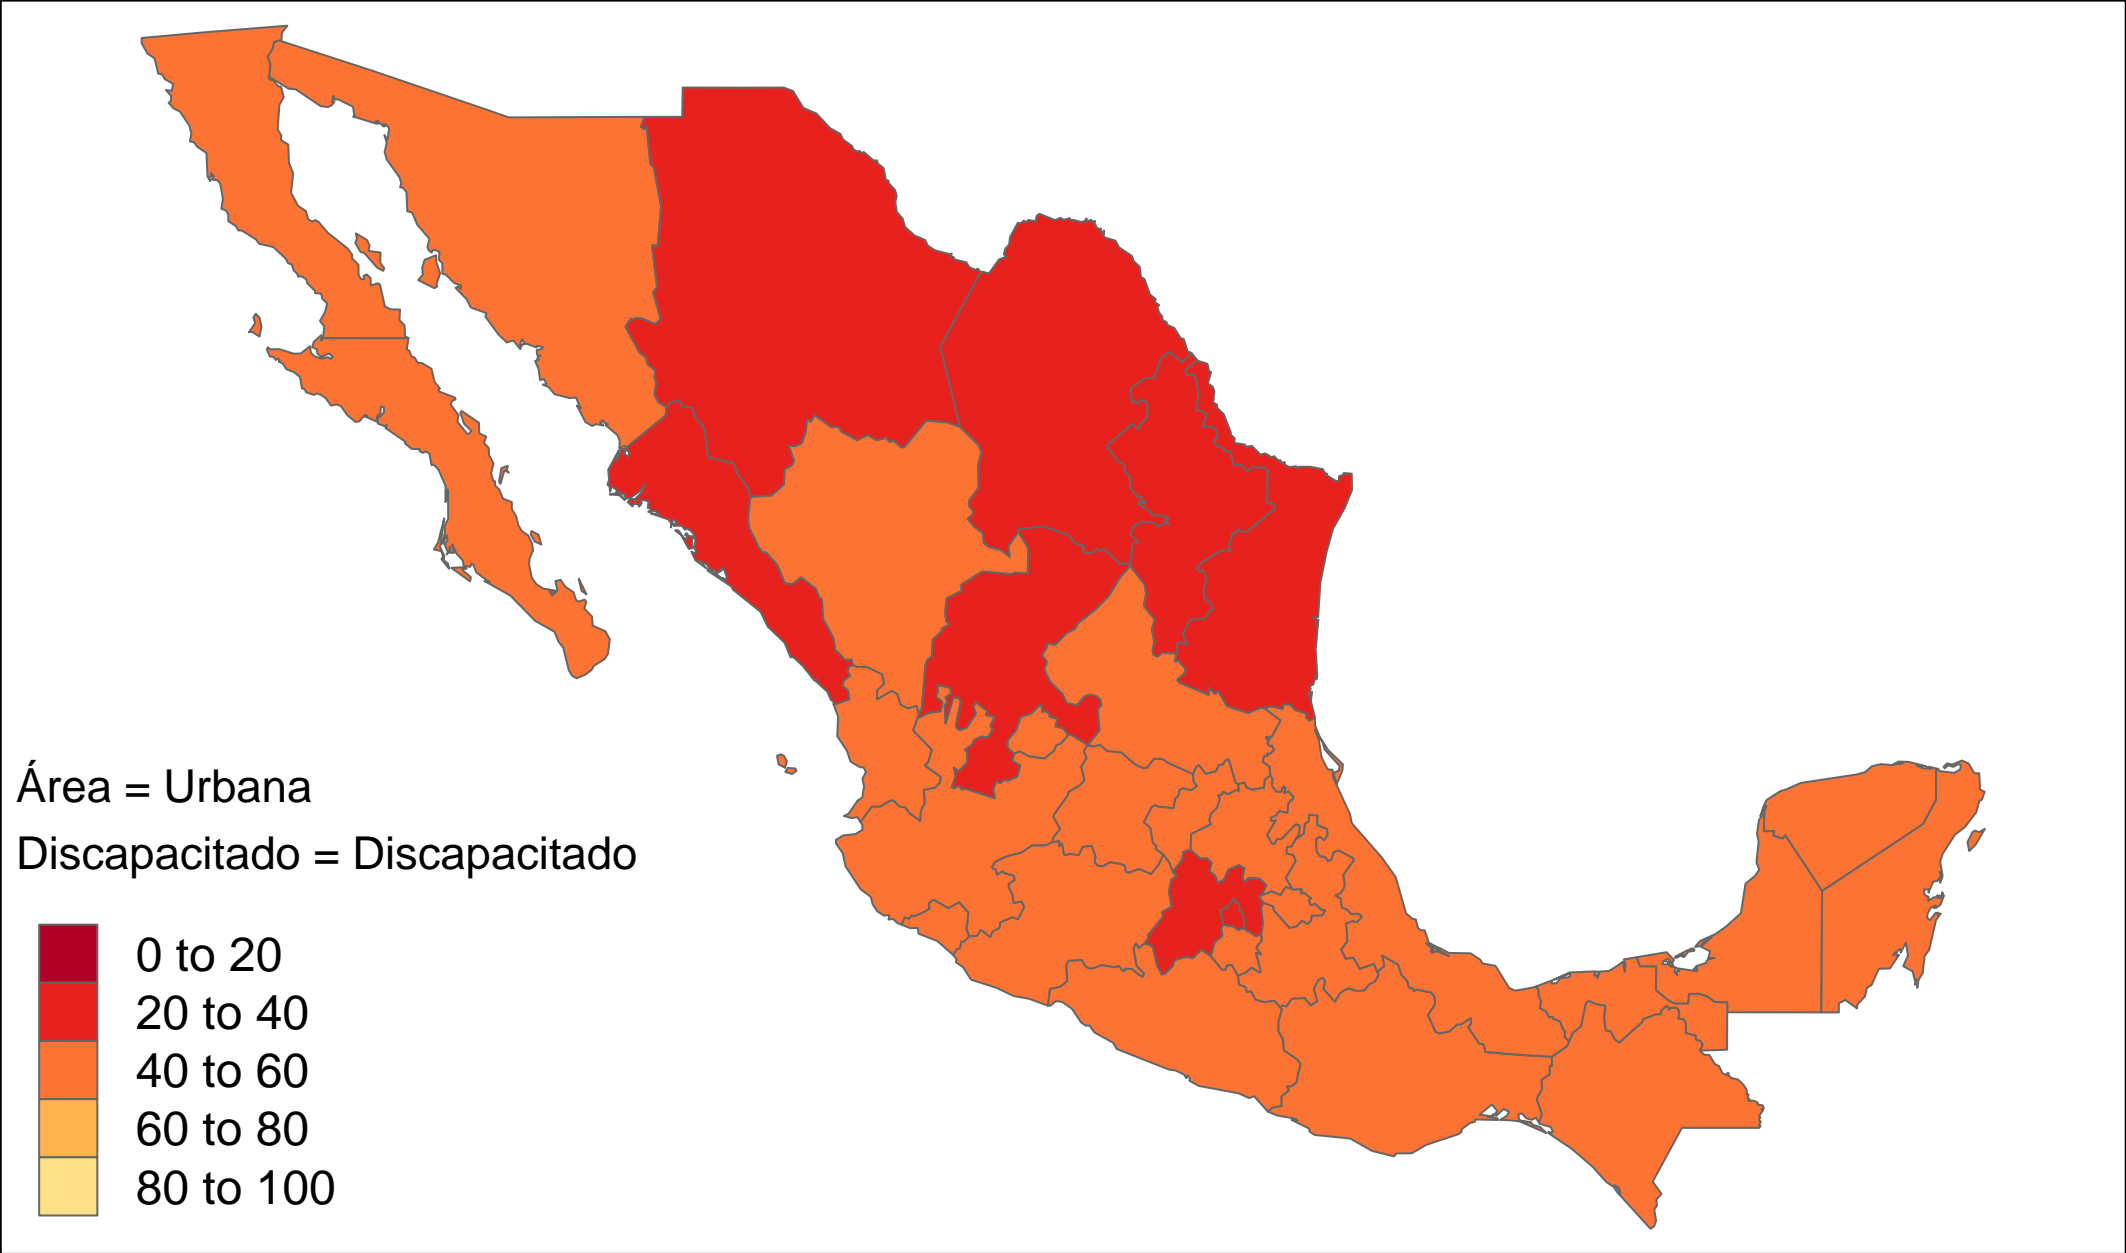 Área = Urbana
Discapacitado = Discapacitado
0 to 20
20 to 40
40 to 60
60 to 80
80 to 100